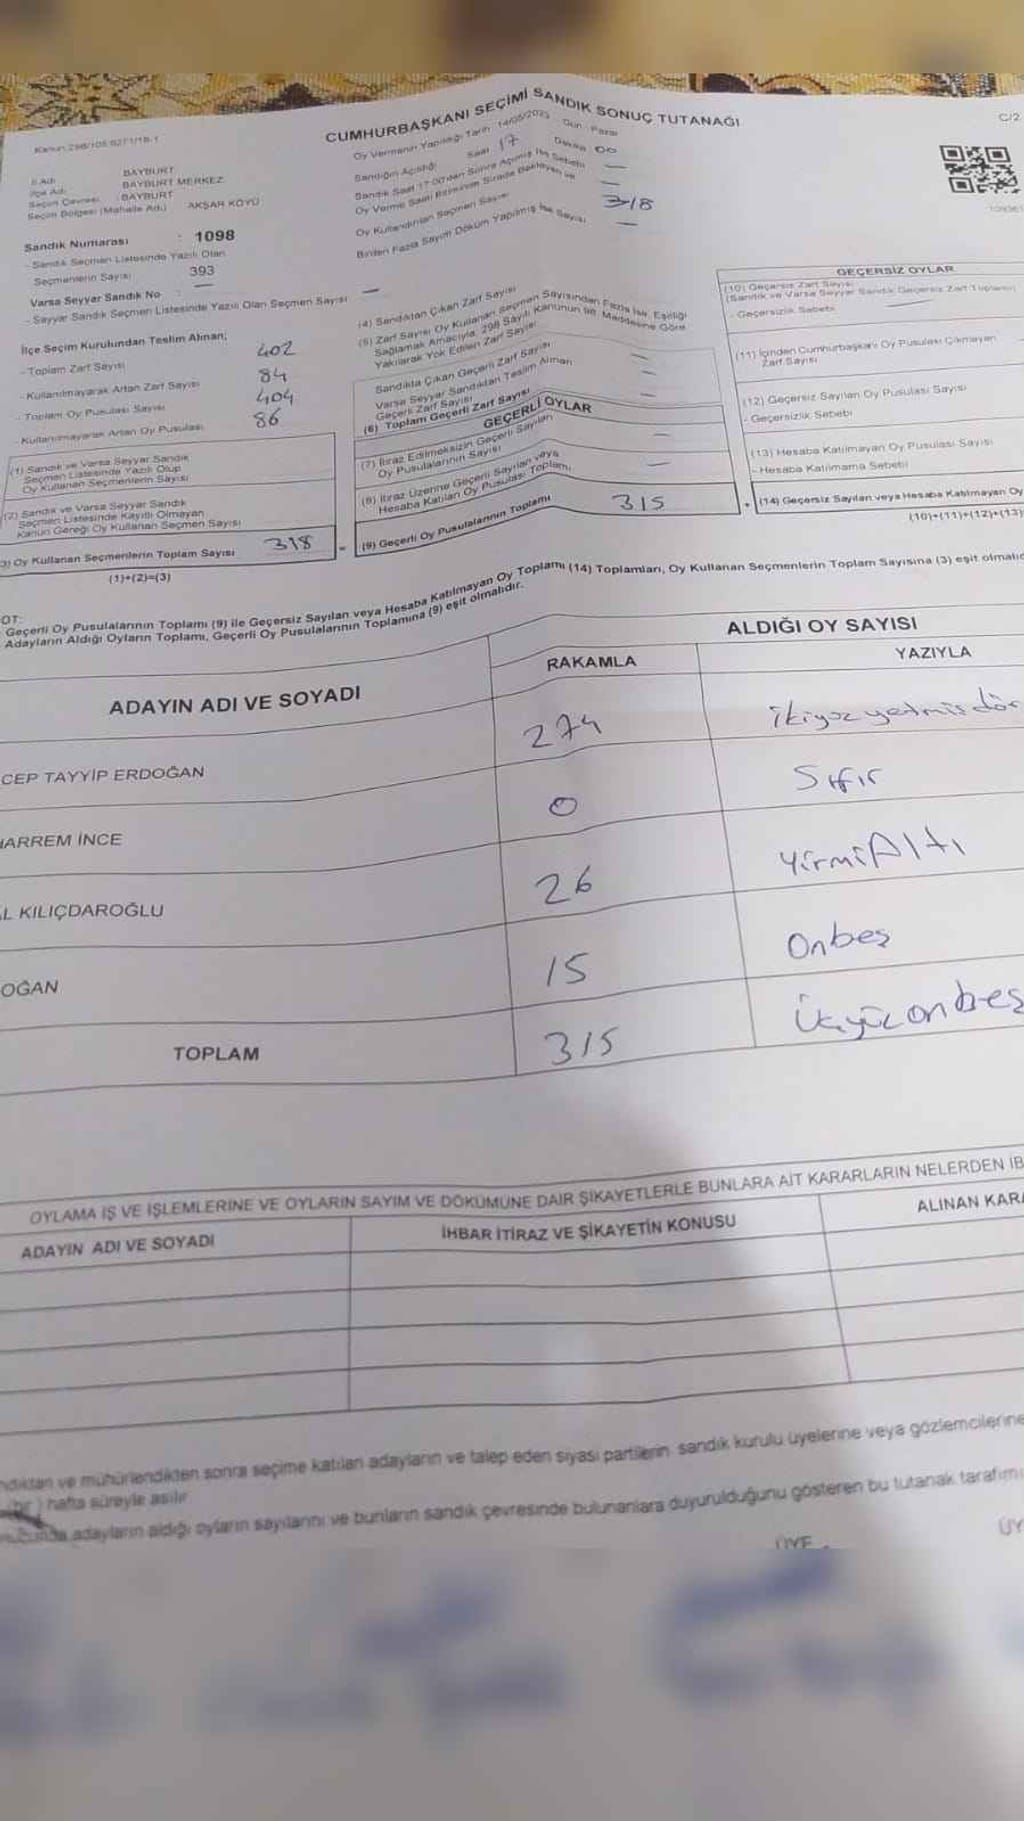 CUMHURBAŞKANI SEÇİMİ SANDIK SONUÇ TUTANAĞI
C/2
Oy Vermenin Yapıldığı Tarih: 14/05/2023 Gün: Pazar
Sandığın Açıldığı Saat 17 Dakika 00
Sandık Saat 17:00'den Sonra Açılmış İse Sebebi —
Oy Verme Saati Bitiminde Sırada Bekleyen ve
Oy Kullandırılan Seçmen Sayısı 318
Birden Fazla Sayım Döküm Yapılmış İse Sayısı —
İl Adı BAYBURT
İlçe Adı BAYBURT MERKEZ
Seçim Çevresi BAYBURT
Seçim Bölgesi (Mahalle Adı) AKŞAR KÖYÜ
Sandık Numarası : 1098
- Sandık Seçmen Listesinde Yazılı Olan
Seçmenlerin Sayısı 393
Varsa Seyyar Sandık No : —
- Seyyar Sandık Seçmen Listesinde Yazılı Olan Seçmen Sayısı —
İlçe Seçim Kurulundan Teslim Alınan;
- Toplam Zarf Sayısı 402
- Kullanılmayarak Artan Zarf Sayısı 84
- Toplam Oy Pusulası Sayısı 404
- Kullanılmayarak Artan Oy Pusulası 86
(1) Sandık ve Varsa Seyyar Sandık
Seçmen Listesinde Yazılı Olup
Oy Kullanan Seçmenlerin Sayısı
(2) Sandık ve Varsa Seyyar Sandık
Seçmen Listesinde Kayıtlı Olmayan
Kanun Gereği Oy Kullanan Seçmen Sayısı
3) Oy Kullanan Seçmenlerin Toplam Sayısı 318
(1)+(2)=(3)
(4) Sandıktan Çıkan Zarf Sayısı
(5) Zarf Sayısı Oy Kullanan Seçmen Sayısından Fazla İse, Eşitliği
Sağlamak Amacıyla, 298 Sayılı Kanunun 98. Maddesine Göre
Yakılarak Yok Edilen Zarf Sayısı
Sandıkta Çıkan Geçerli Zarf Sayısı —
Varsa Seyyar Sandıktan Teslim Alınan
Geçerli Zarf Sayısı —
(6) Toplam Geçerli Zarf Sayısı —
GEÇERLİ OYLAR
(7) İtiraz Edilmeksizin Geçerli Sayılan
Oy Pusulalarının Sayısı —
(8) İtiraz Üzerine Geçerli Sayılan veya
Hesaba Katılan Oy Pusulası Toplamı —
(9) Geçerli Oy Pusulalarının Toplamı 315
GEÇERSİZ OYLAR
(10) Geçersiz Zarf Sayısı
(Sandık ve Varsa Seyyar Sandık Geçersiz Zarf Toplamı)
- Geçersizlik Sebebi
(11) İçinden Cumhurbaşkanı Oy Pusulası Çıkmayan
Zarf Sayısı
(12) Geçersiz Sayılan Oy Pusulası Sayısı
- Geçersizlik Sebebi
(13) Hesaba Katılmayan Oy Pusulası Sayısı
- Hesaba Katılmama Sebebi
+ (14) Geçersiz Sayılan veya Hesaba Katılmayan Oy
(10)+(11)+(12)+(13)
OT:
Geçerli Oy Pusulalarının Toplamı (9) ile Geçersiz Sayılan veya Hesaba Katılmayan Oy Toplamı (14) Toplamları, Oy Kullanan Seçmenlerin Toplam Sayısına (3) eşit olmalıdı
Adayların Aldığı Oyların Toplamı, Geçerli Oy Pusulalarının Toplamına (9) eşit olmalıdır.
ALDIĞI OY SAYISI
ADAYIN ADI VE SOYADI RAKAMLA YAZIYLA
CEP TAYYİP ERDOĞAN 274 ikiyüzyetmişdör
HARREM İNCE 0 Sıfır
AL KILIÇDAROĞLU 26 YirmiAltı
OĞAN 15 Onbeş
TOPLAM 315 Üçyüzonbeş
OYLAMA İŞ VE İŞLEMLERİNE VE OYLARIN SAYIM VE DÖKÜMÜNE DAİR ŞİKAYETLERLE BUNLARA AİT KARARLARIN NELERDEN İB
ADAYIN ADI VE SOYADI İHBAR İTİRAZ VE ŞİKAYETİN KONUSU ALINAN KARA
ndıktan ve mühürlendikten sonra seçime katılan adayların ve talep eden siyasi partilerin sandık kurulu üyelerine veya gözlemcilerine
(bir) hafta süreyle asılır.
adayların aldığı oyların sayılarını ve bunların sandık çevresinde bulunanlara duyurulduğunu gösteren bu tutanak tarafımı
ÜYE ÜY